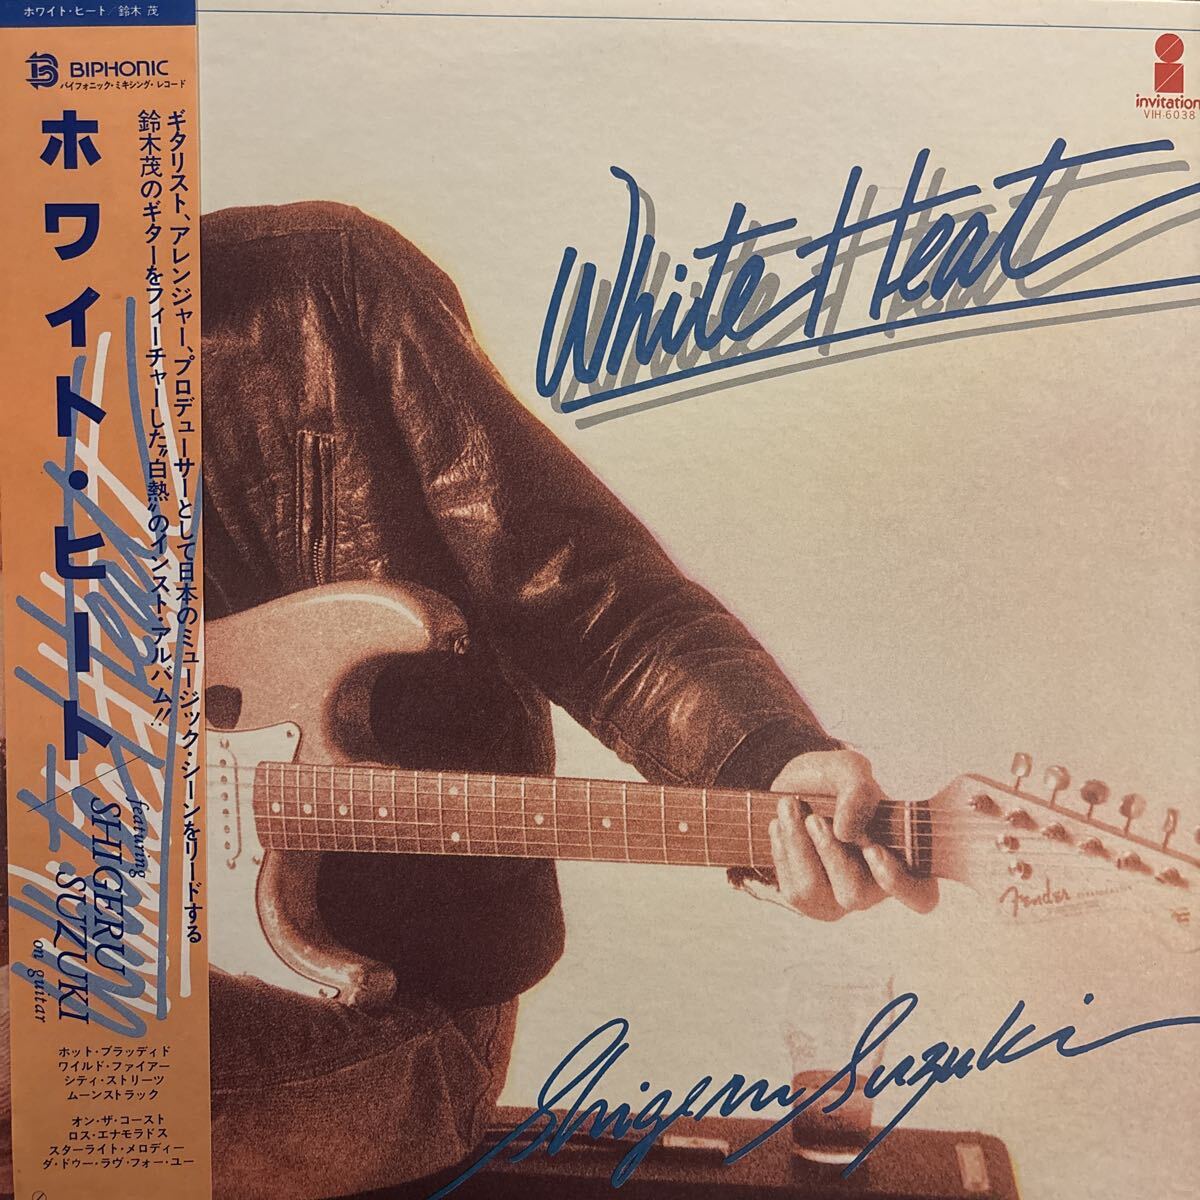 ホワイト・ヒート／鈴木 茂
BIPHONIC
バイフォニック・ミキシング・レコード
ホワイト・ヒート
ギタリスト、アレンジャー、プロデューサーとして日本のミュージック・シーンをリードする
鈴木茂のギターをフィーチャーした〝白熱〟のインスト・アルバム!!
featuring
SHIGERU
SUZUKI
on guitar
ホット・ブラッディド
ワイルド・ファイアー
シティ・ストリーツ
ムーンストラック
オン・ザ・コースト
ロス・エナモラドス
スターライト・メロディー
ダ・ドゥー・ラヴ・フォー・ユー
invitation
VIH-6038
White Heat
Fender
Shigeru Suzuki